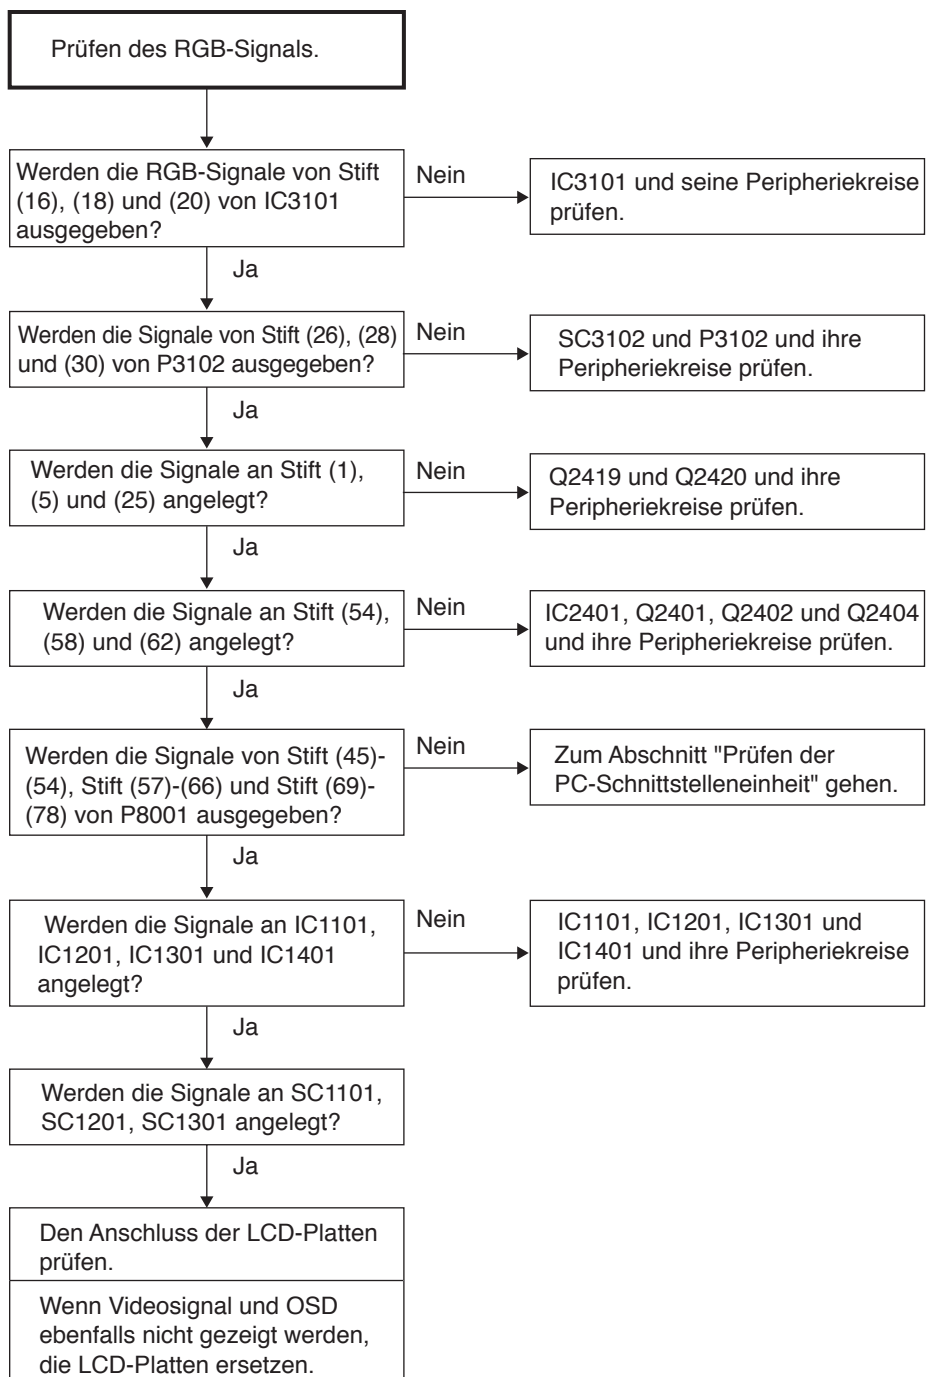 Prüfen des RGB-Signals.
Werden die RGB-Signale von Stift
(16), (18) und (20) von IC3101
ausgegeben?
Nein
IC3101 und seine Peripheriekreise
prüfen.
Ja
Werden die Signale von Stift (26), (28)
und (30) von P3102 ausgegeben?
Nein
SC3102 und P3102 und ihre
Peripheriekreise prüfen.
Ja
Werden die Signale an Stift (1),
(5) und (25) angelegt?
Nein
Q2419 und Q2420 und ihre
Peripheriekreise prüfen.
Ja
Werden die Signale an Stift (54),
(58) und (62) angelegt?
Nein
IC2401, Q2401, Q2402 und Q2404
und ihre Peripheriekreise prüfen.
Ja
Werden die Signale von Stift (45)-
(54), Stift (57)-(66) und Stift (69)-
(78) von P8001 ausgegeben?
Nein
Zum Abschnitt "Prüfen der
PC-Schnittstelleneinheit" gehen.
Ja
Werden die Signale an IC1101,
IC1201, IC1301 und IC1401
angelegt?
Nein
IC1101, IC1201, IC1301 und
IC1401 und ihre Peripheriekreise
prüfen.
Ja
Werden die Signale an SC1101,
SC1201, SC1301 angelegt?
Ja
Den Anschluss der LCD-Platten
prüfen.
Wenn Videosignal und OSD
ebenfalls nicht gezeigt werden,
die LCD-Platten ersetzen.